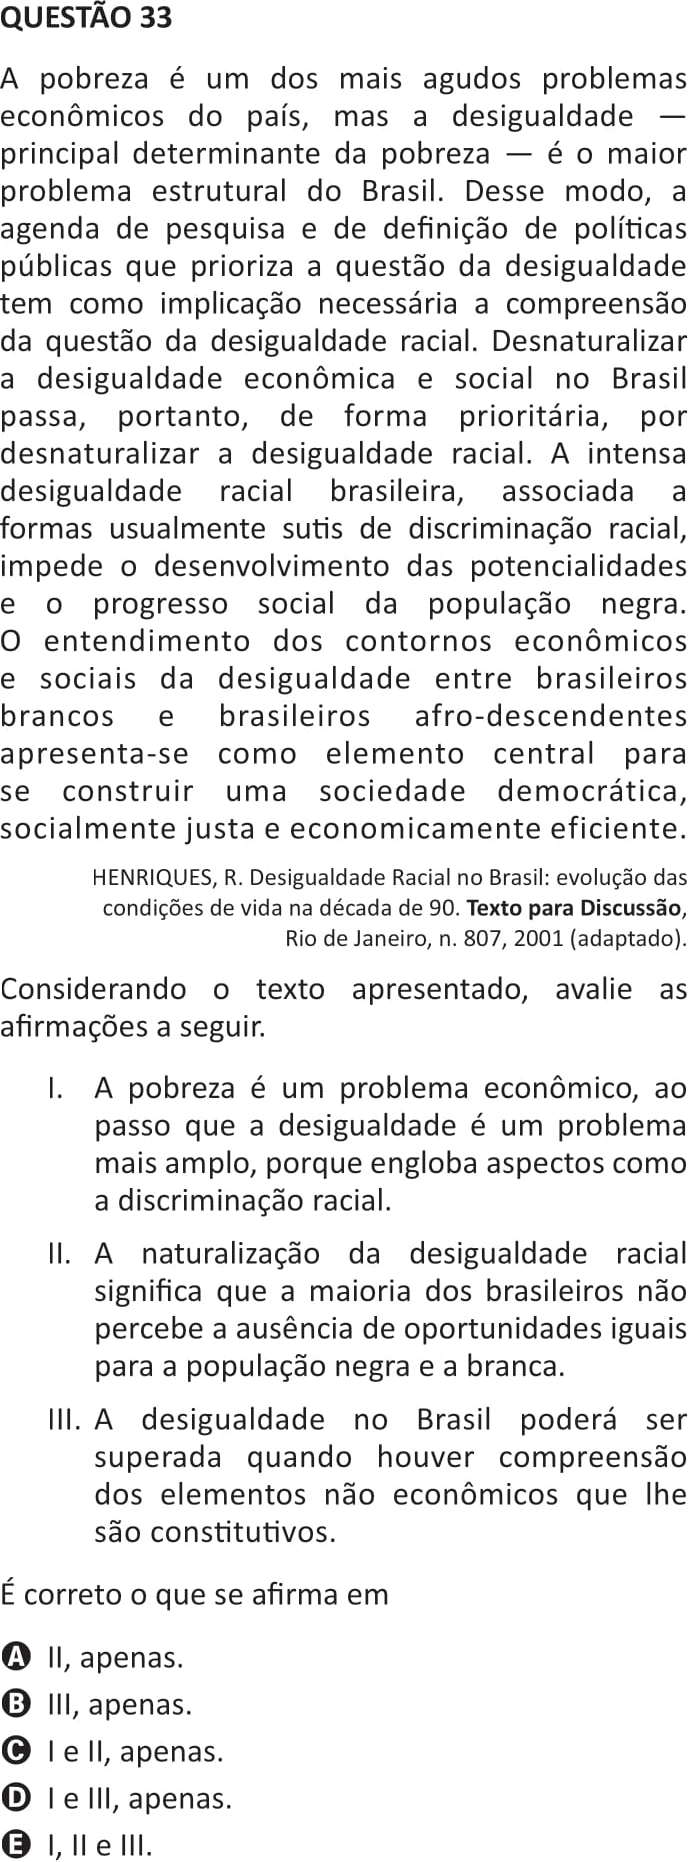 QUESTÃO 33
A pobreza é um dos mais agudos problemas
econômicos do país, mas a desigualdade —
principal determinante da pobreza — é o maior
problema estrutural do Brasil. Desse modo, a
agenda de pesquisa e de definição de políticas
públicas que prioriza a questão da desigualdade
tem como implicação necessária a compreensão
da questão da desigualdade racial. Desnaturalizar
a desigualdade econômica e social no Brasil
passa, portanto, de forma prioritária, por
desnaturalizar a desigualdade racial. A intensa
desigualdade racial brasileira, associada a
formas usualmente sutis de discriminação racial,
impede o desenvolvimento das potencialidades
e o progresso social da população negra.
O entendimento dos contornos econômicos
e sociais da desigualdade entre brasileiros
brancos e brasileiros afro-descendentes
apresenta-se como elemento central para
se construir uma sociedade democrática,
socialmente justa e economicamente eficiente.
HENRIQUES, R. Desigualdade Racial no Brasil: evolução das
condições de vida na década de 90. Texto para Discussão,
Rio de Janeiro, n. 807, 2001 (adaptado).
Considerando o texto apresentado, avalie as
afirmações a seguir.
I. A pobreza é um problema econômico, ao
passo que a desigualdade é um problema
mais amplo, porque engloba aspectos como
a discriminação racial.
II. A naturalização da desigualdade racial
significa que a maioria dos brasileiros não
percebe a ausência de oportunidades iguais
para a população negra e a branca.
III. A desigualdade no Brasil poderá ser
superada quando houver compreensão
dos elementos não econômicos que lhe
são constitutivos.
É correto o que se afirma em
A II, apenas.
B III, apenas.
C I e II, apenas.
D I e III, apenas.
E I, II e III.